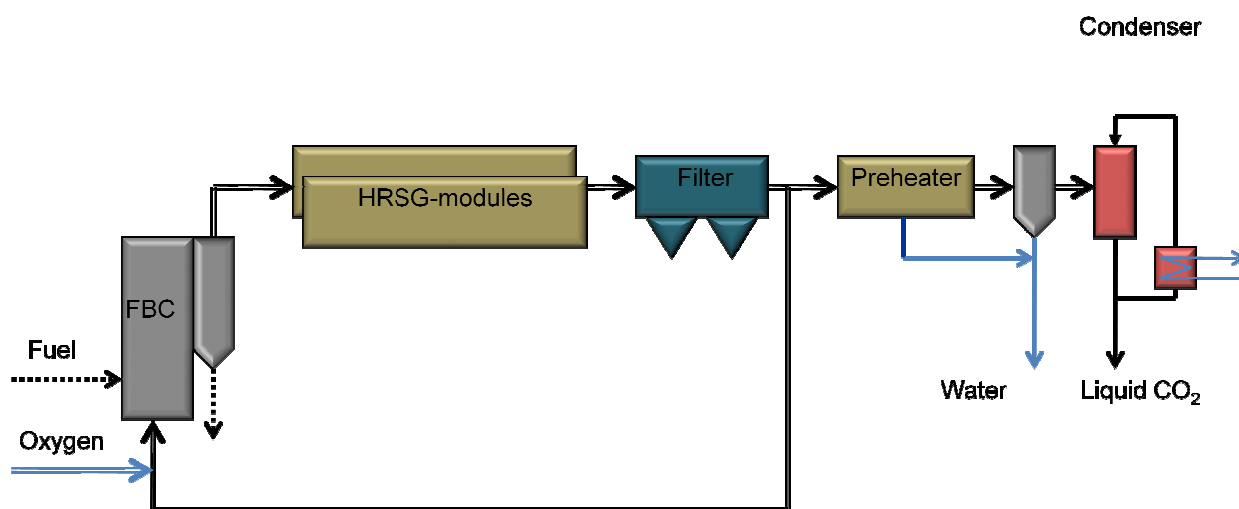 Condenser
Filter
Preheater
HRSG-modules
FBC
Fuel
Water
Liquid CO₂
Oxygen